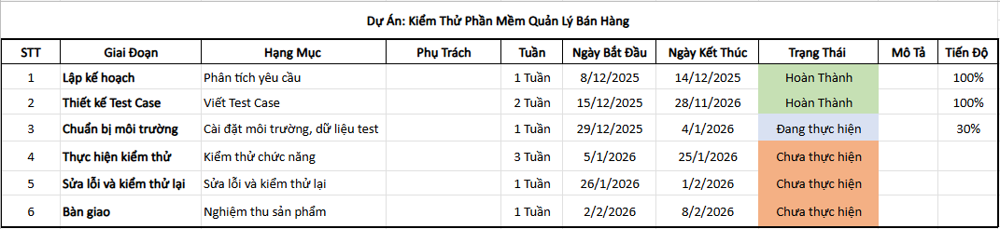 Dự Án: Kiểm Thử Phần Mềm Quản Lý Bán Hàng
STT Giai Đoạn Hạng Mục Phụ Trách Tuần Ngày Bắt Đầu Ngày Kết Thúc Trạng Thái Mô Tả Tiến Độ
1 Lập kế hoạch Phân tích yêu cầu 1 Tuần 8/12/2025 14/12/2025 Hoàn Thành 100%
2 Thiết kế Test Case Viết Test Case 2 Tuần 15/12/2025 28/11/2026 Hoàn Thành 100%
3 Chuẩn bị môi trường Cài đặt môi trường, dữ liệu test 1 Tuần 29/12/2025 4/1/2026 Đang thực hiện 30%
4 Thực hiện kiểm thử Kiểm thử chức năng 3 Tuần 5/1/2026 25/1/2026 Chưa thực hiện
5 Sửa lỗi và kiểm thử lại Sửa lỗi và kiểm thử lại 1 Tuần 26/1/2026 1/2/2026 Chưa thực hiện
6 Bàn giao Nghiệm thu sản phẩm 1 Tuần 2/2/2026 8/2/2026 Chưa thực hiện